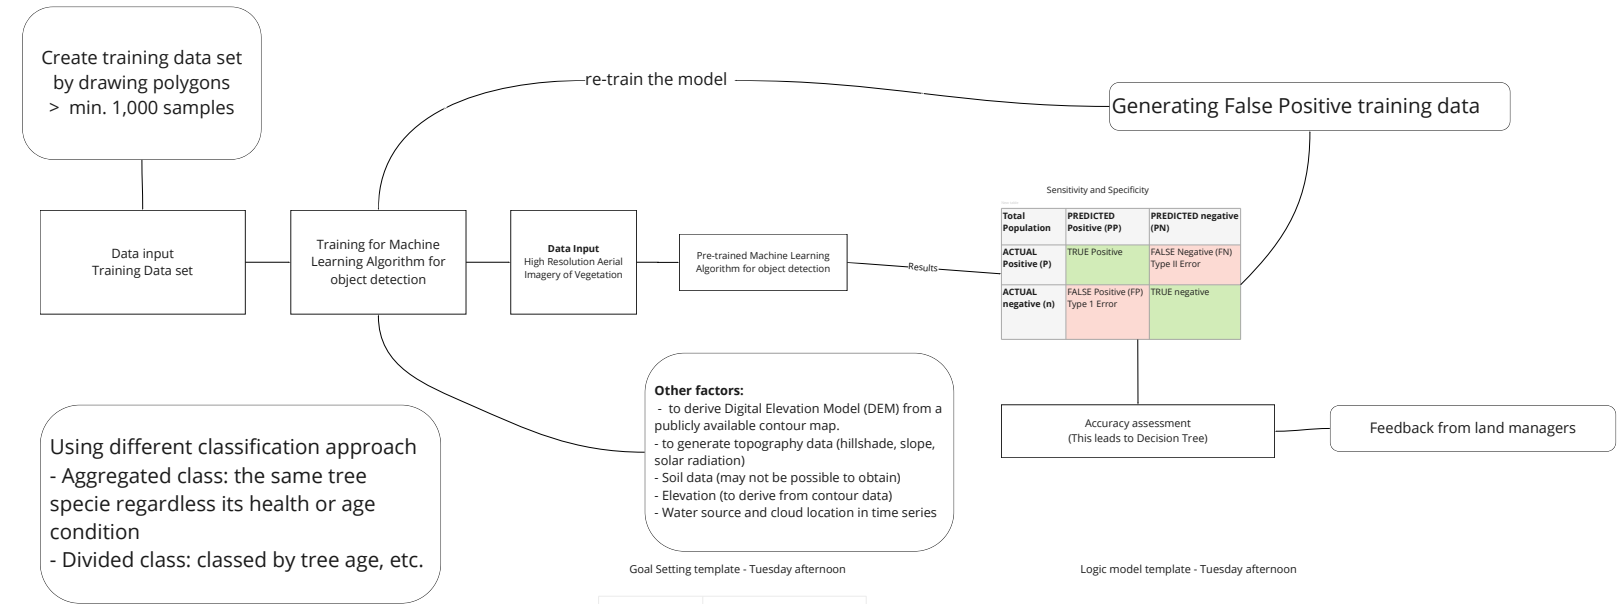 Create training data set
by drawing polygons
> min. 1,000 samples
re-train the model
Generating False Positive training data
Data input
Training Data set
Training for Machine
Learning Algorithm for
object detection
Data Input
High Resolution Aerial
Imagery of Vegetation
Pre-trained Machine Learning
Algorithm for object detection
Results
Sensitivity and Specificity
Total
Population
PREDICTED
Positive (PP)
PREDICTED negative
(PN)
ACTUAL
Positive (P)
TRUE Positive
FALSE Negative (FN)
Type II Error
ACTUAL
negative (n)
FALSE Positive (FP)
Type 1 Error
TRUE negative
Other factors:
- to derive Digital Elevation Model (DEM) from a
publicly available contour map.
- to generate topography data (hillshade, slope,
solar radiation)
- Soil data (may not be possible to obtain)
- Elevation (to derive from contour data)
- Water source and cloud location in time series
Accuracy assessment
(This leads to Decision Tree)
Feedback from land managers
Using different classification approach
- Aggregated class: the same tree
specie regardless its health or age
condition
- Divided class: classed by tree age, etc.
Goal Setting template - Tuesday afternoon
Logic model template - Tuesday afternoon